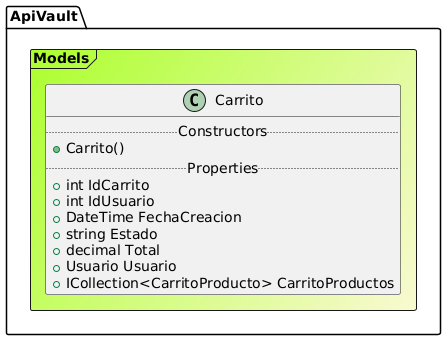 ApiVault
Models
C Carrito
Constructors
Carrito()
Properties
int IdCarrito
int IdUsuario
DateTime FechaCreacion
string Estado
decimal Total
Usuario Usuario
ICollection<CarritoProducto> CarritoProductos